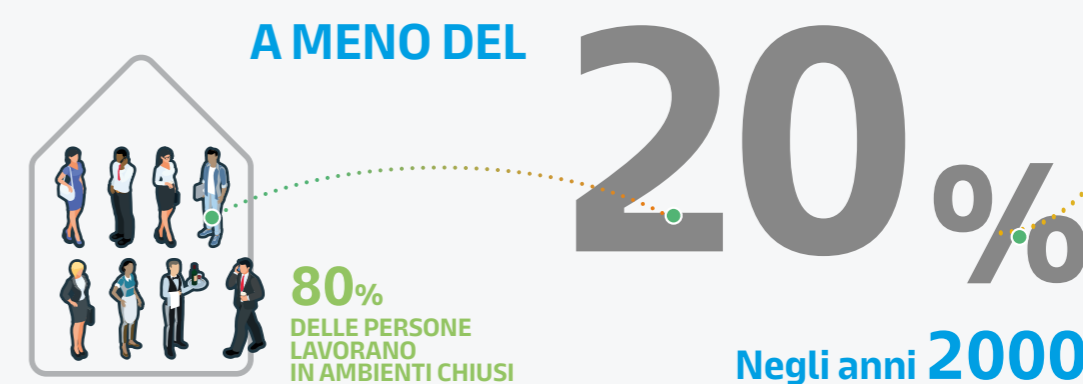 A MENO DEL
20%
80%
DELLE PERSONE
LAVORANO
IN AMBIENTI CHIUSI
Negli anni 2000